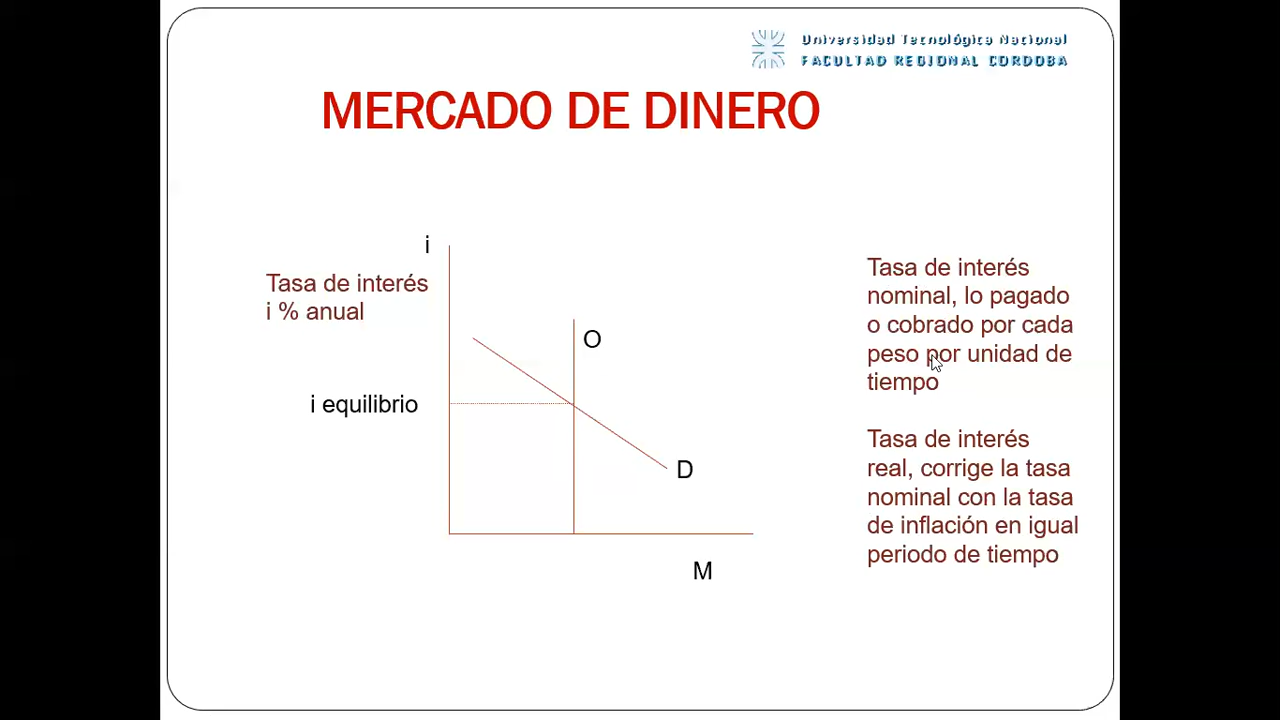 Universidad Tecnológica Nacional
FACULTAD REGIONAL CORDOBA
MERCADO DE DINERO
i
Tasa de interés
i % anual
O
i equilibrio
D
M
Tasa de interés
nominal, lo pagado
o cobrado por cada
peso por unidad de
tiempo
Tasa de interés
real, corrige la tasa
nominal con la tasa
de inflación en igual
periodo de tiempo